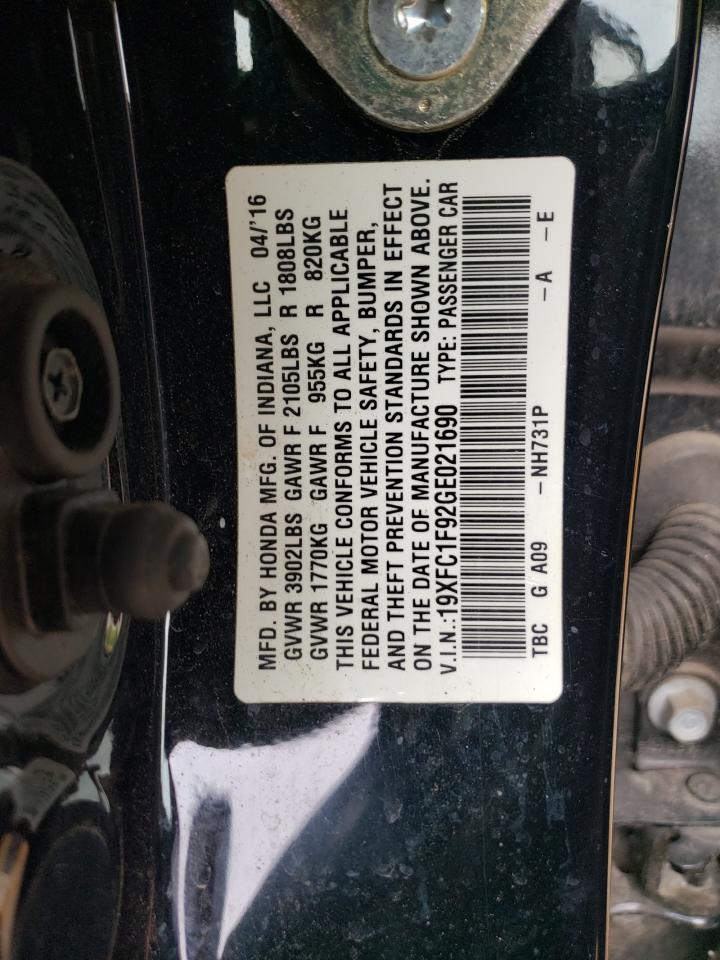 MFD. BY HONDA MFG. OF INDIANA, LLC 04/'16
GVWR 3902LBS GAWR F 2105LBS R 1808LBS
GVWR 1770KG GAWR F 955KG R 820KG
THIS VEHICLE CONFORMS TO ALL APPLICABLE
FEDERAL MOTOR VEHICLE SAFETY, BUMPER,
AND THEFT PREVENTION STANDARDS IN EFFECT
ON THE DATE OF MANUFACTURE SHOWN ABOVE.
V.I.N.:19XFC1F92GE021690 TYPE: PASSENGER CAR
TBC G A09 –NH731P –A –E